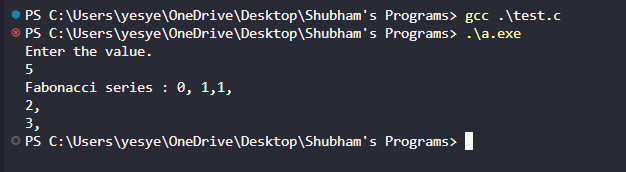 PS C:\Users\yesye\OneDrive\Desktop\Shubham's Programs> gcc .\test.c
PS C:\Users\yesye\OneDrive\Desktop\Shubham's Programs> .\a.exe
Enter the value.
5
Fabonacci series : 0, 1,1,
2,
3,
PS C:\Users\yesye\OneDrive\Desktop\Shubham's Programs>